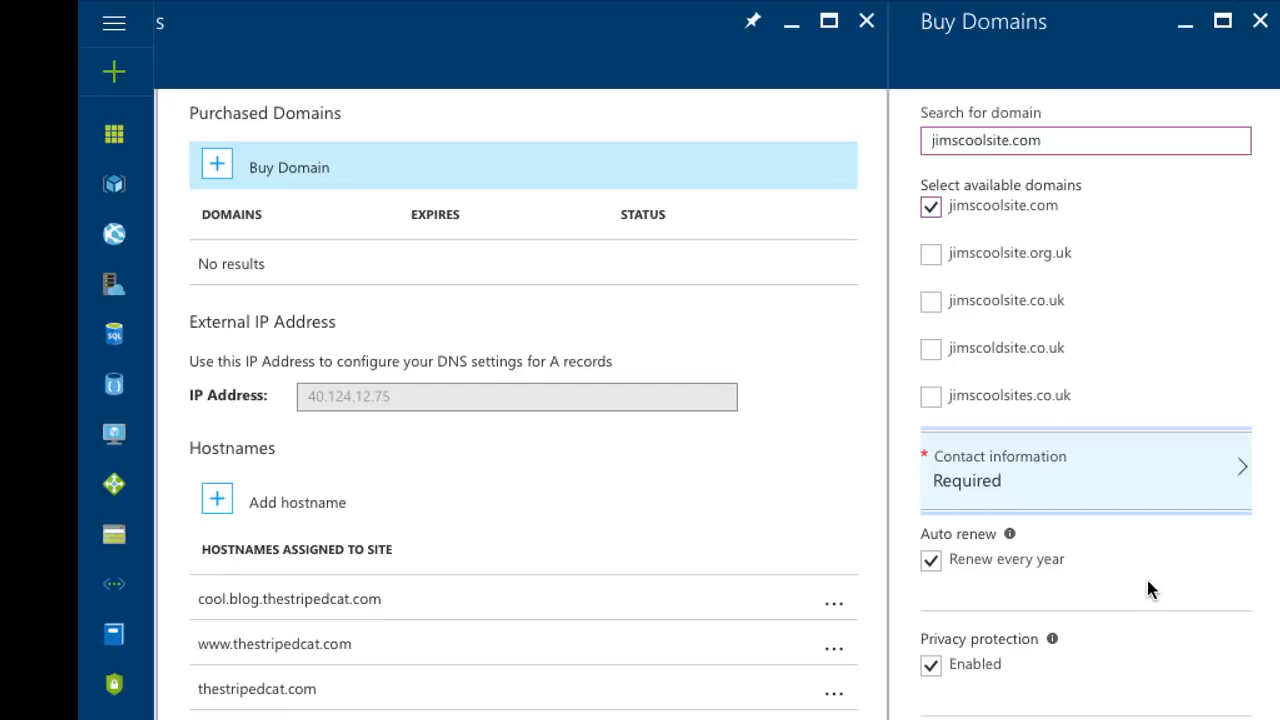 s
Purchased Domains
Buy Domain
DOMAINS EXPIRES STATUS
No results
External IP Address
Use this IP Address to configure your DNS settings for A records
IP Address: 40.124.12.75
Hostnames
Add hostname
HOSTNAMES ASSIGNED TO SITE
cool.blog.thestripedcat.com ...
www.thestripedcat.com ...
thestripedcat.com ...
SQL
Buy Domains
Search for domain
jimscoolsite.com
Select available domains
jimscoolsite.com
jimscoolsite.org.uk
jimscoolsite.co.uk
jimscoldsite.co.uk
jimscoolsites.co.uk
* Contact information
Required
Auto renew
Renew every year
Privacy protection
Enabled